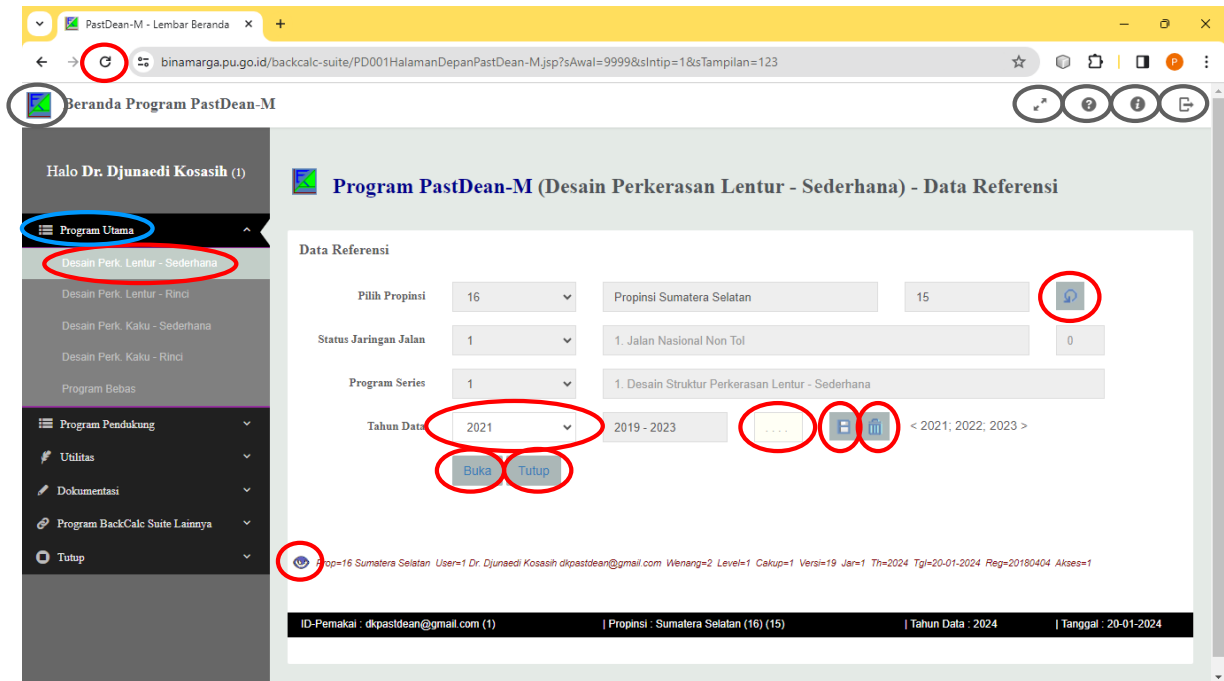 PastDean-M - Lembar Beranda
binamarga.pu.go.id/backcalc-suite/PD001HalamanDepanPastDean-M.jsp?sAwal=9999&sIntip=1&sTampilan=123
P
Beranda Program PastDean-M
Halo Dr. Djunaedi Kosasih (1)
Program PastDean-M (Desain Perkerasan Lentur - Sederhana) - Data Referensi
Program Utama
Desain Perk. Lentur - Sederhana
Desain Perk. Lentur - Rinci
Desain Perk. Kaku - Sederhana
Desain Perk. Kaku - Rinci
Program Bebas
Program Pendukung
Utilitas
Dokumentasi
Program BackCalc Suite Lainnya
Tutup
Data Referensi
Pilih Propinsi 16 Propinsi Sumatera Selatan 15
Status Jaringan Jalan 1 1. Jalan Nasional Non Tol 0
Program Series 1 1. Desain Struktur Perkerasan Lentur - Sederhana
Tahun Data 2021 2019 - 2023 . . . . < 2021; 2022; 2023 >
Buka Tutup
Prop=16 Sumatera Selatan User=1 Dr. Djunaedi Kosasih dkpastdean@gmail.com Wenang=2 Level=1 Cakup=1 Versi=19 Jar=1 Th=2024 Tgl=20-01-2024 Reg=20180404 Akses=1
ID-Pemakai : dkpastdean@gmail.com (1) | Propinsi : Sumatera Selatan (16) (15) | Tahun Data : 2024 | Tanggal : 20-01-2024